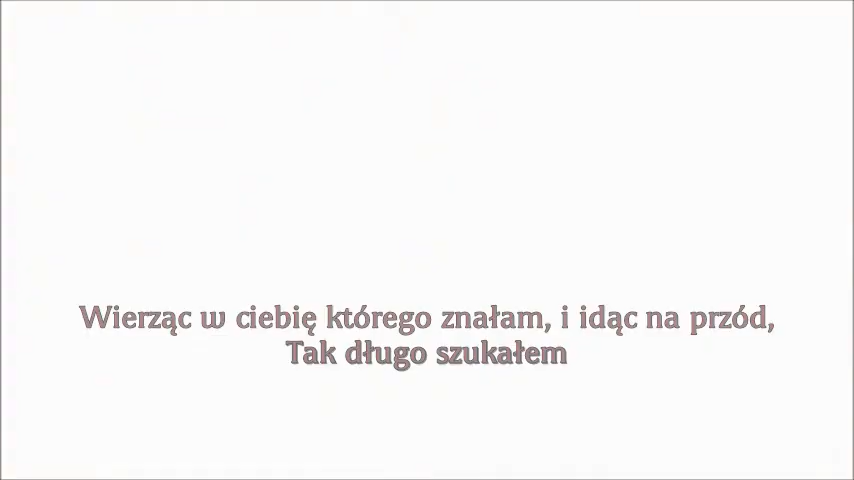 Wierząc w ciebię którego znałam, i idąc na przód,
Tak długo szukałem